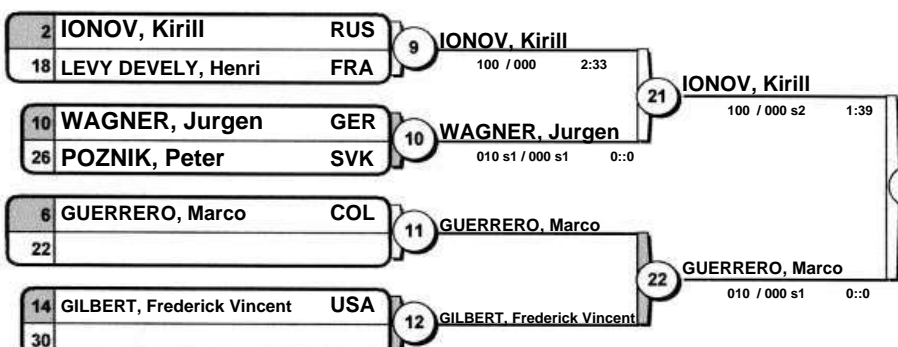 2 IONOV, Kirill RUS
18 LEVY DEVELY, Henri FRA
9
IONOV, Kirill
100 / 000 2:33
10 WAGNER, Jurgen GER
26 POZNIK, Peter SVK
10
WAGNER, Jurgen
010 s1 / 000 s1 0::0
21
IONOV, Kirill
100 / 000 s2 1:39
6 GUERRERO, Marco COL
22
11
GUERRERO, Marco
14 GILBERT, Frederick Vincent USA
30
12
GILBERT, Frederick Vincent
22
GUERRERO, Marco
010 / 000 s1 0::0